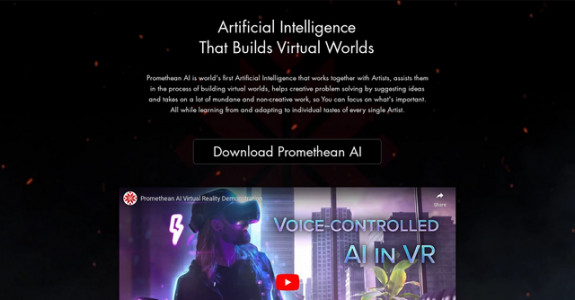 Artificial Intelligence
That Builds Virtual Worlds
Promethean AI is world's first Artificial Intelligence that works together with Artists, assists them
in the process of building virtual worlds, helps creative problem solving by suggesting ideas
and takes on a lot of mundane and non-creative work, so You can focus on what's important.
All while learning from and adapting to individual tastes of every single Artist.
Download Promethean AI
Promethean AI Virtual Reality Demonstration
Share
VOICE-CONTROLLED
AI IN VR